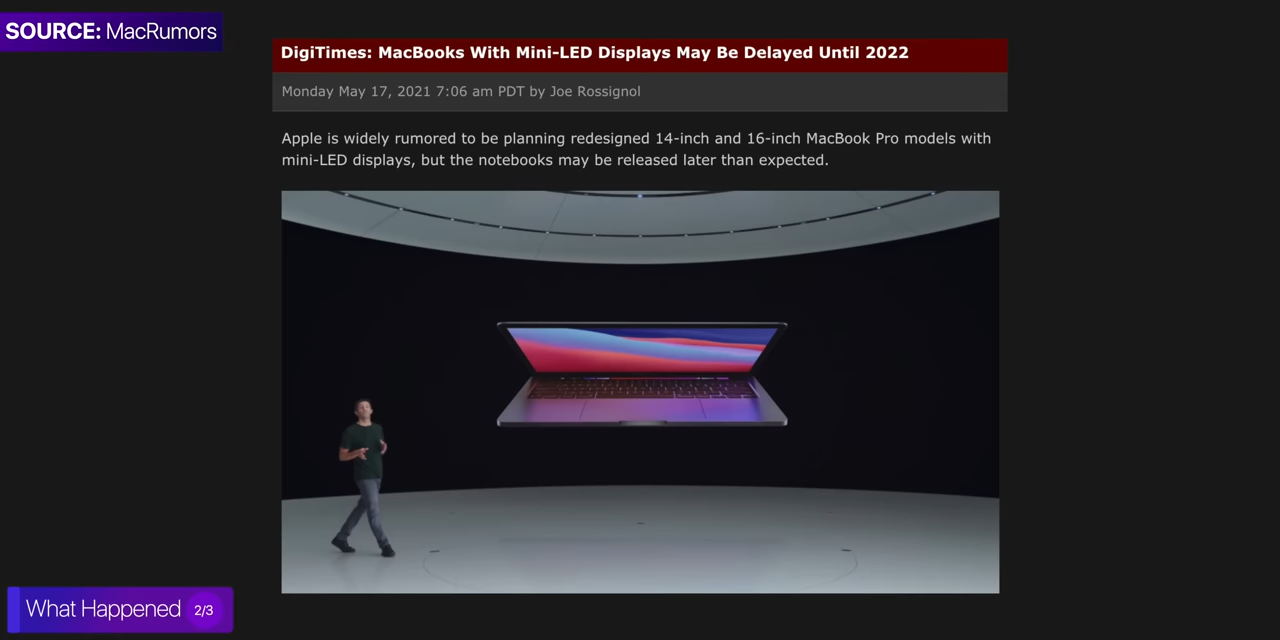 SOURCE: MacRumors
DigiTimes: MacBooks With Mini-LED Displays May Be Delayed Until 2022
Monday May 17, 2021 7:06 am PDT by Joe Rossignol
Apple is widely rumored to be planning redesigned 14-inch and 16-inch MacBook Pro models with
mini-LED displays, but the notebooks may be released later than expected.
What Happened 2/3